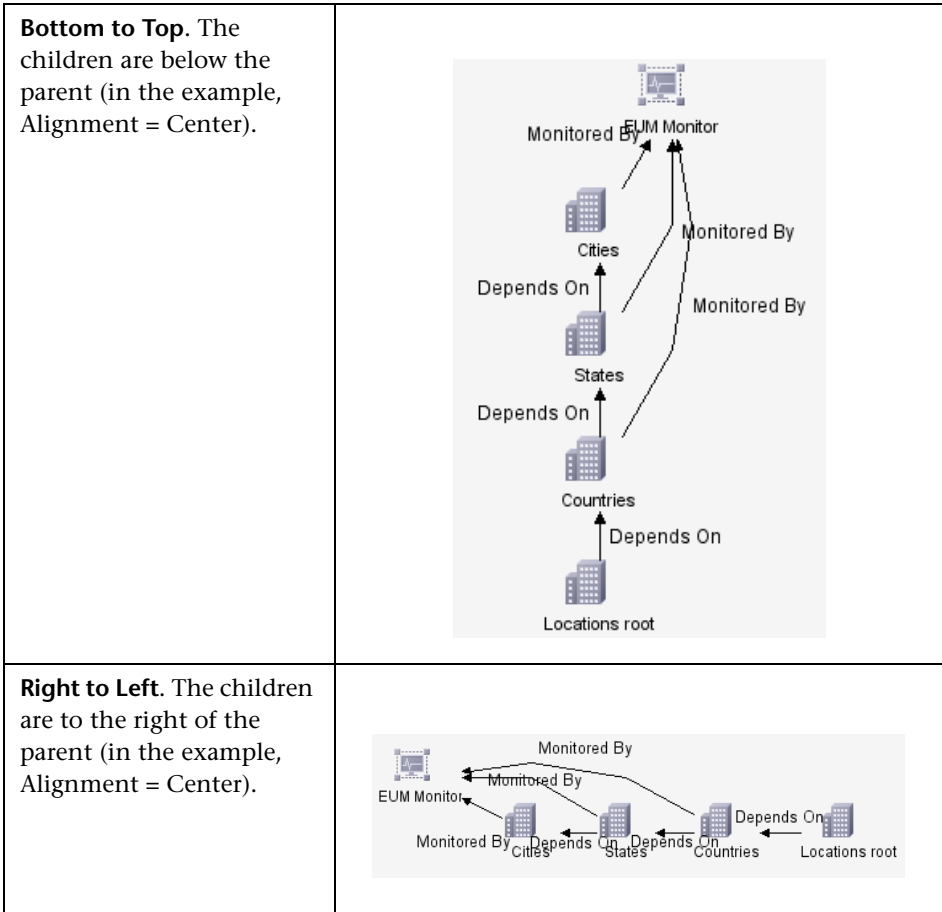 Bottom to Top. The
children are below the
parent (in the example,
Alignment = Center).
EUM Monitor
Monitored By
Cities
Monitored By
Depends On
Monitored By
States
Depends On
Countries
Depends On
Locations root
Right to Left. The children
are to the right of the
parent (in the example,
Alignment = Center).
Monitored By
Monitored By
EUM Monitor
Depends On
Monitored By
Depends On
Depends On
Cities
States
Countries
Locations root